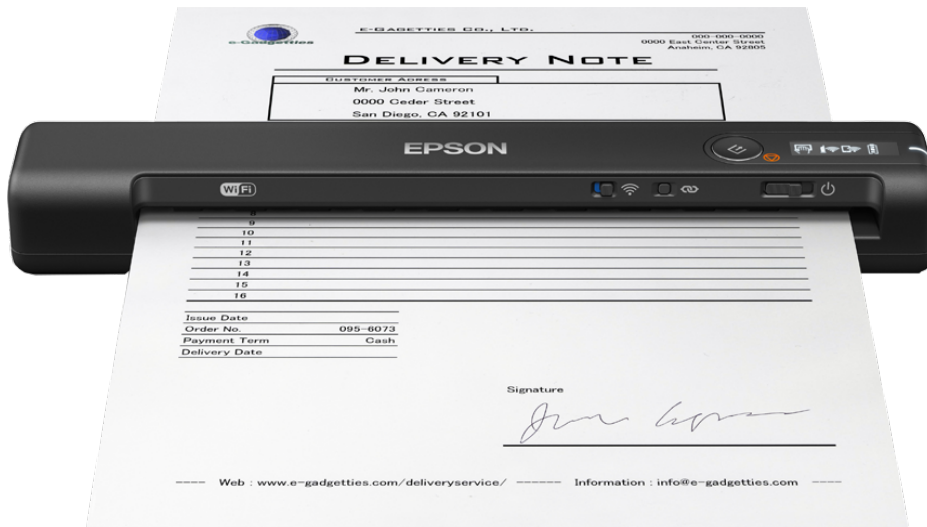 e-Gadgetties
E-GAGETTIES CO., LTD.
000-000-0000
0000 East Center Street
Anaheim, CA 92805
DELIVERY NOTE
CUSTOMER ADRESS
Mr. John Cameron
0000 Ceder Street
San Diego, CA 92101
EPSON
WiFi
8
9
10
11
12
13
14
15
16
Issue Date
Order No. 095-6073
Payment Term Cash
Delivery Date
Signature
Web : www.e-gadgetties.com/deliveryservice/ Information : info@e-gadgetties.com